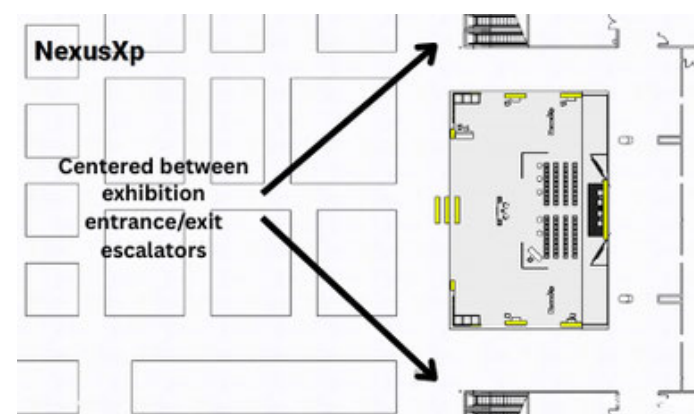 NexusXp
Centered between
exhibition
entrance/exit
escalators